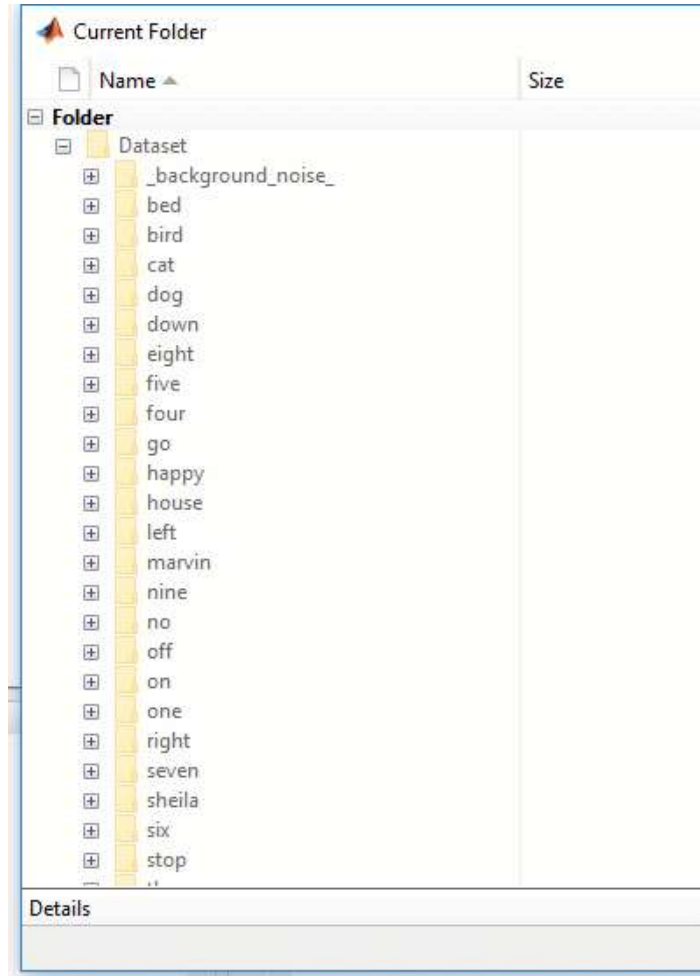 Current Folder
Name Size
Folder
Dataset
_background_noise_
bed
bird
cat
dog
down
eight
five
four
go
happy
house
left
marvin
nine
no
off
on
one
right
seven
sheila
six
stop
Details